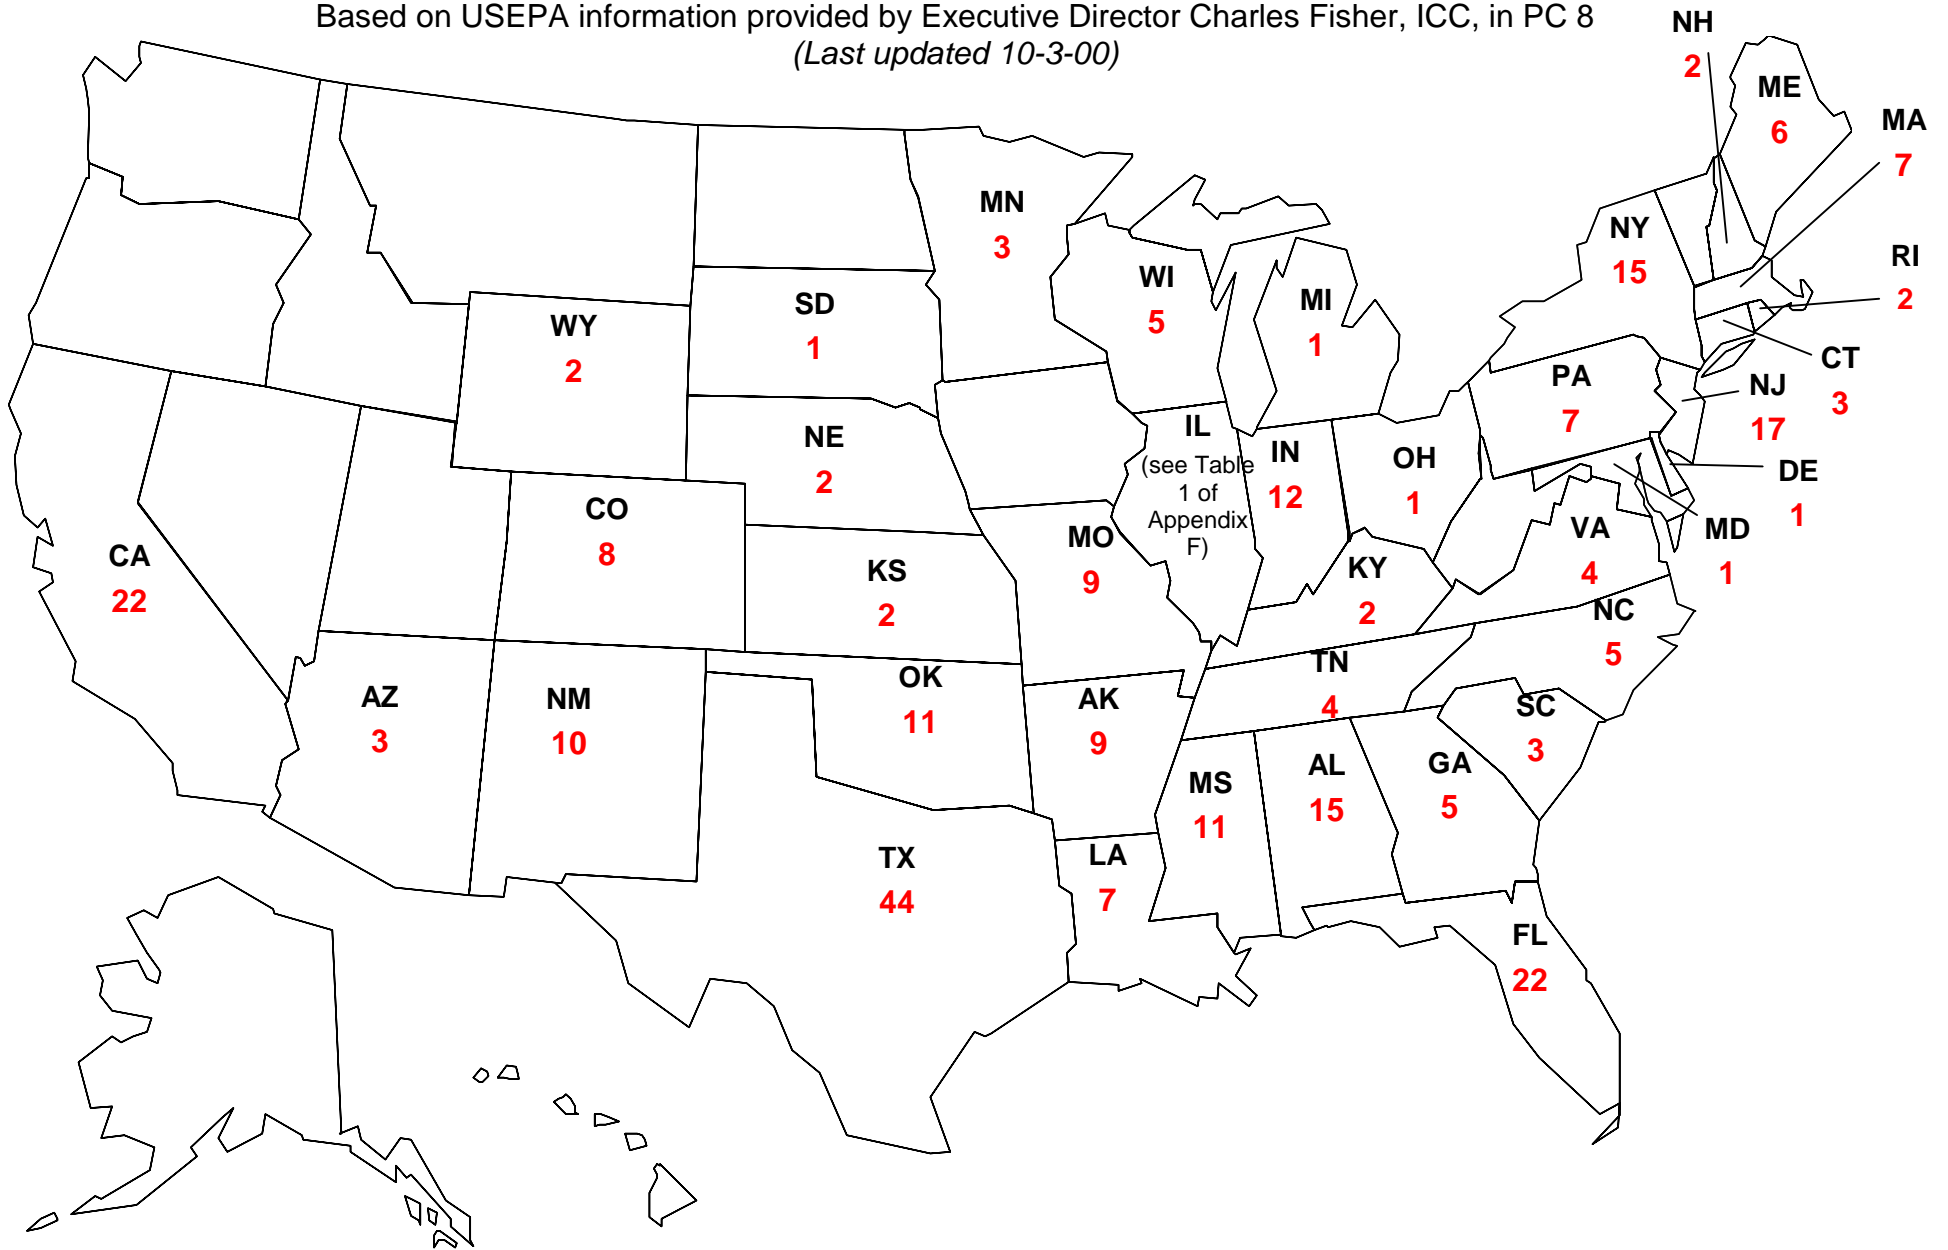 Based on USEPA information provided by Executive Director Charles Fisher, ICC, in PC 8
(Last updated 10-3-00)
NH
2
ME
6
MA
7
MN
3
NY
15
RI
2
WI
5
MI
1
SD
1
WY
2
CT
3
PA
7
NJ
17
NE
2
IL
(see Table
1 of
Appendix
F)
IN
12
OH
1
DE
1
CO
8
MO
9
VA
4
MD
1
CA
22
KS
2
KY
2
NC
5
TN
4
OK
11
AZ
3
NM
10
AK
9
SC
3
MS
11
AL
15
GA
5
TX
44
LA
7
FL
22